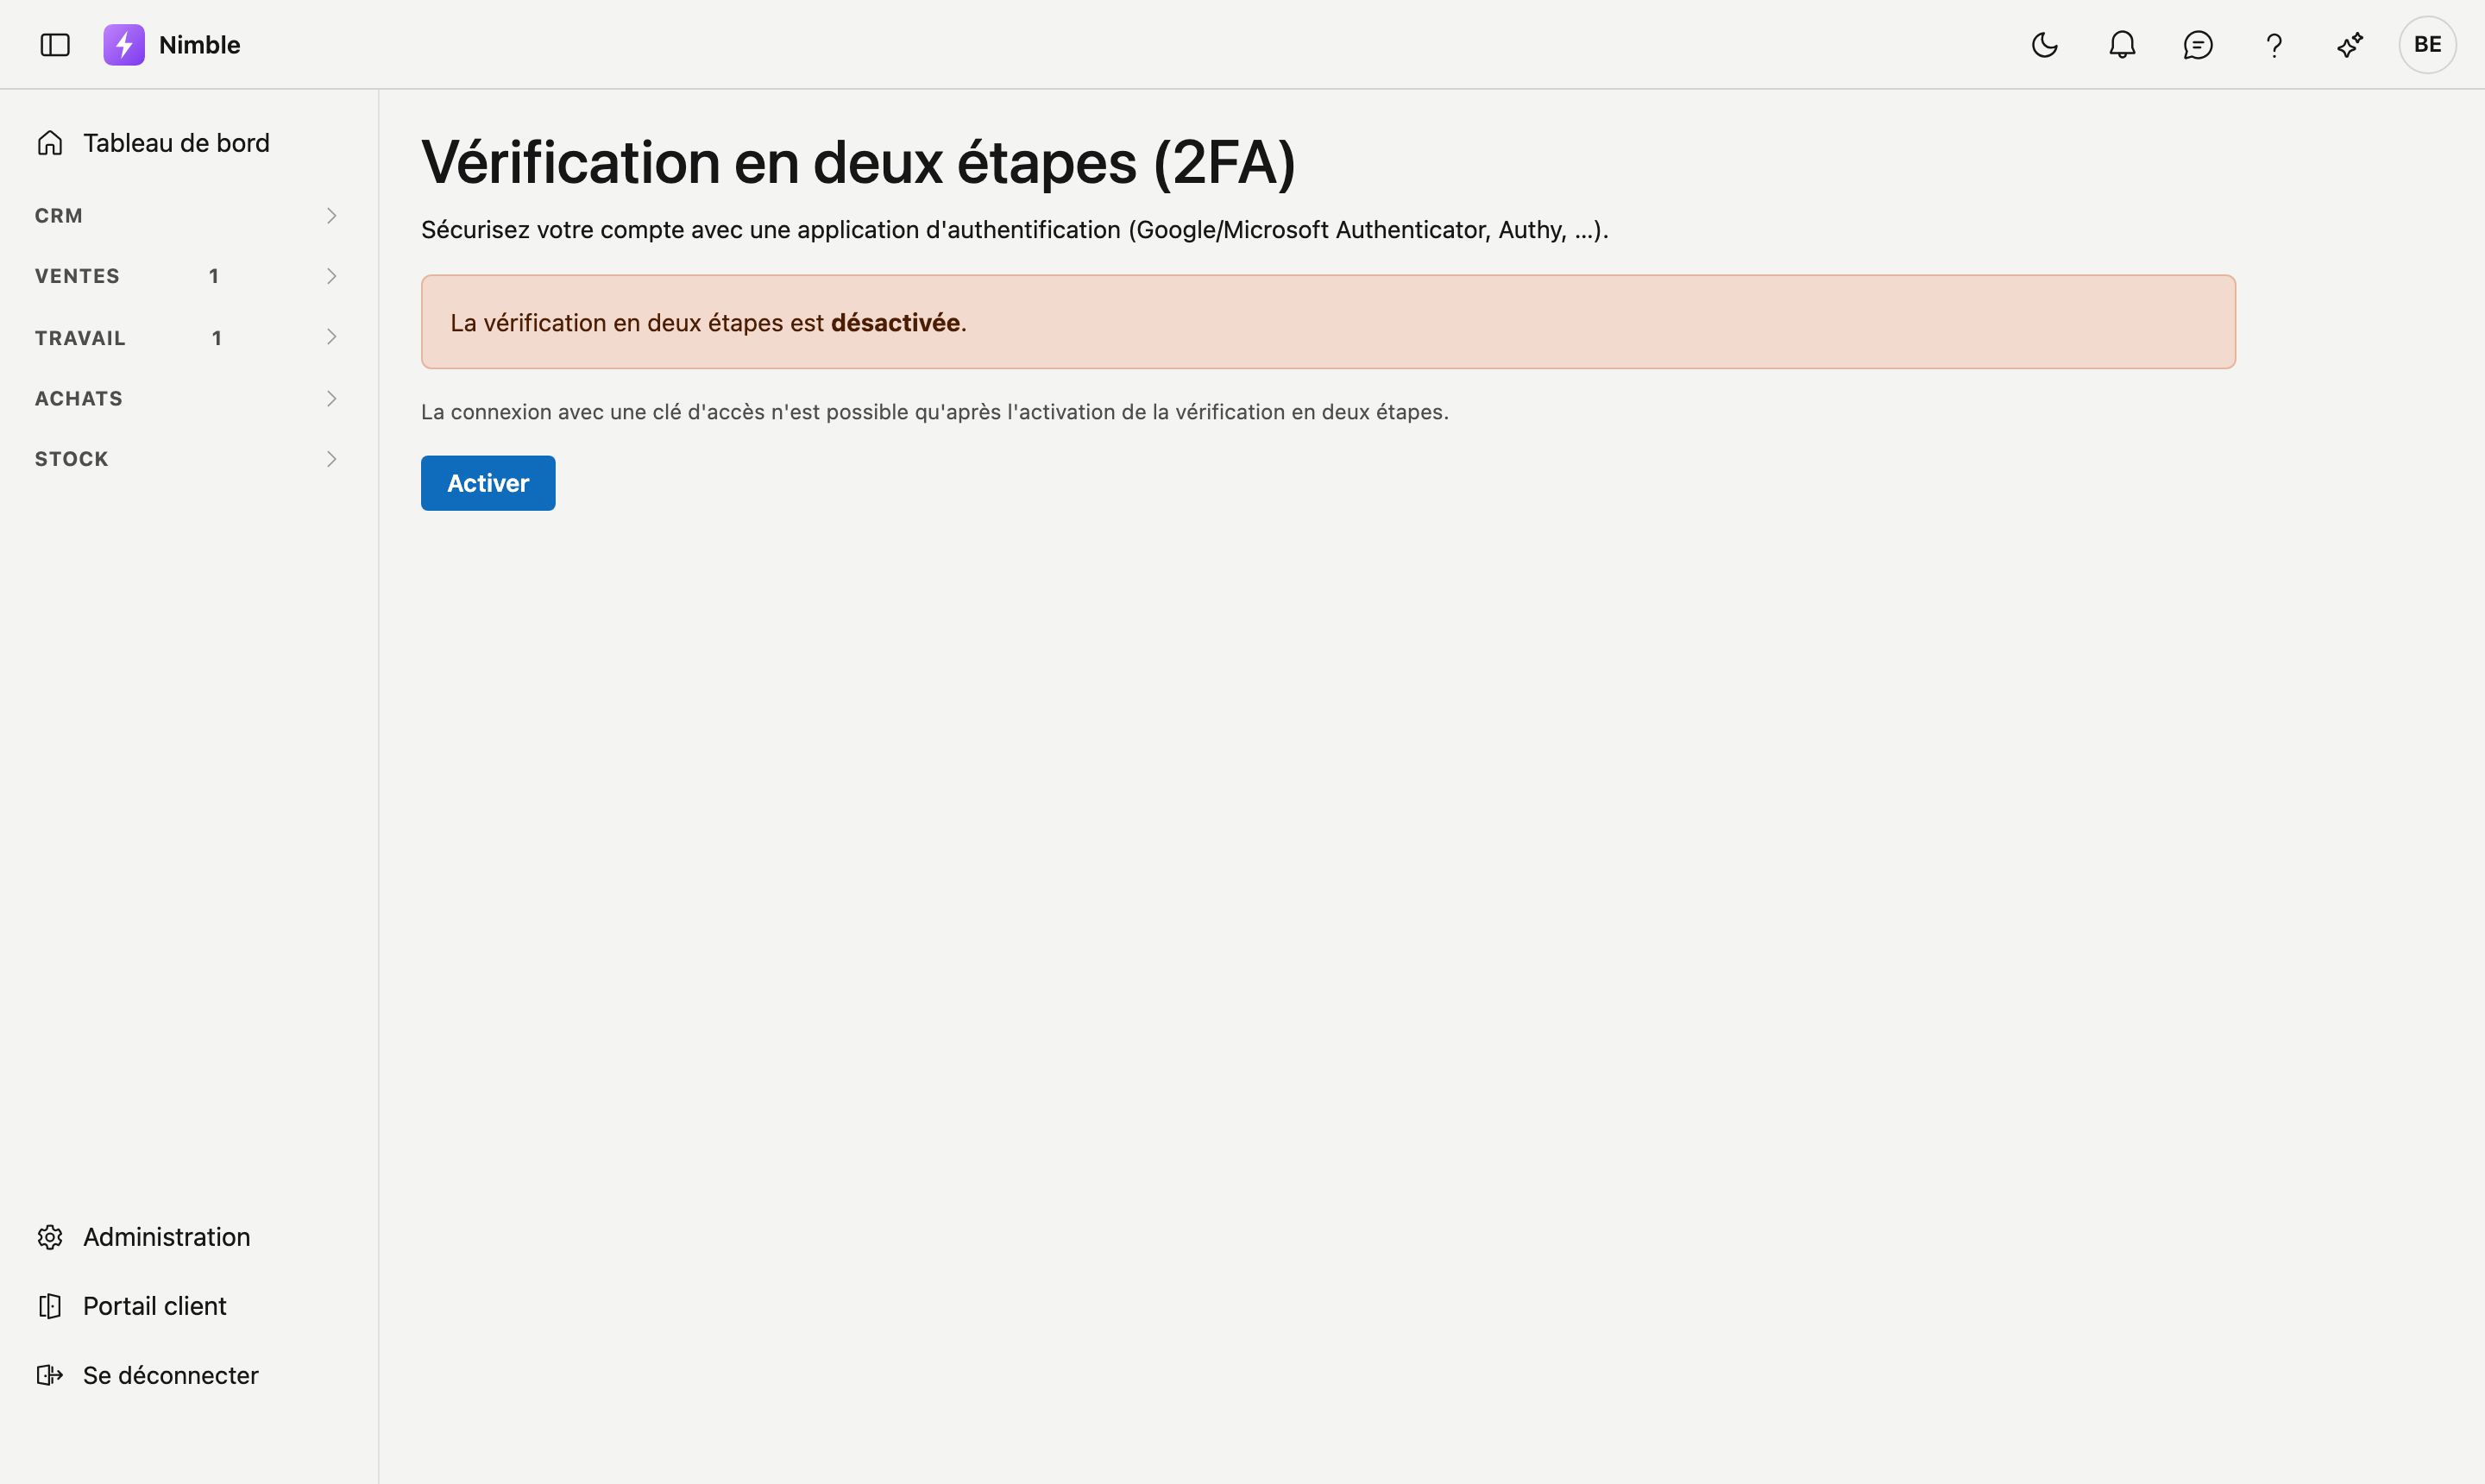 Nimble
BE
Tableau de bord
CRM
VENTES 1
TRAVAIL 1
ACHATS
STOCK
Administration
Portail client
Se déconnecter
Vérification en deux étapes (2FA)
Sécurisez votre compte avec une application d'authentification (Google/Microsoft Authenticator, Authy, ...).
La vérification en deux étapes est désactivée.
La connexion avec une clé d'accès n'est possible qu'après l'activation de la vérification en deux étapes.
Activer